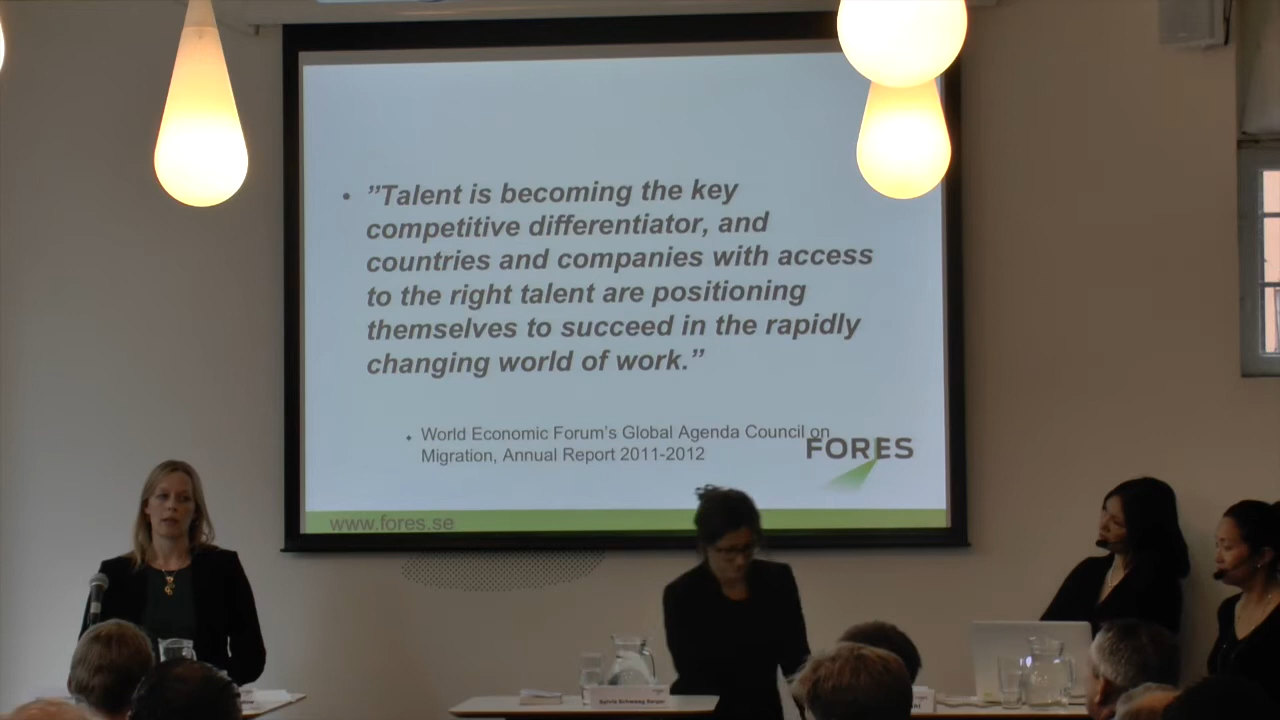 ”Talent is becoming the key
competitive differentiator, and
countries and companies with access
to the right talent are positioning
themselves to succeed in the rapidly
changing world of work.”
World Economic Forum’s Global Agenda Council on
Migration, Annual Report 2011-2012
FORES
www.fores.se